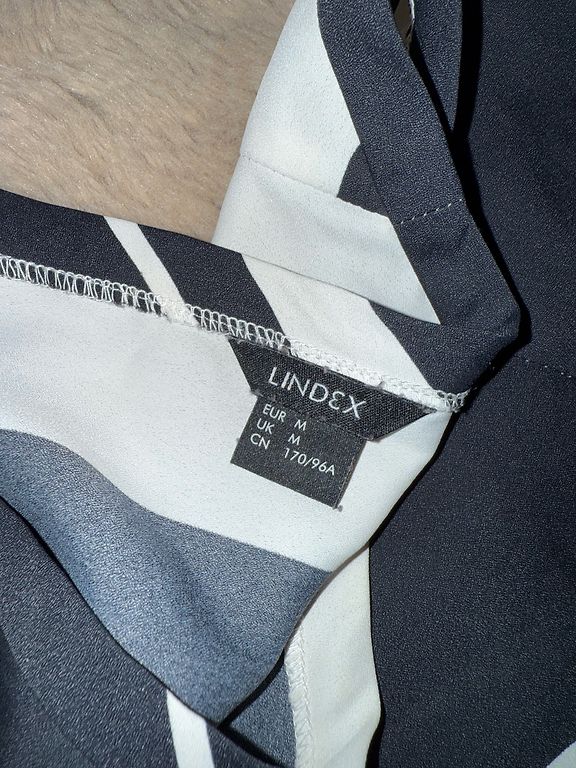 LINDEX
EUR M
UK M
CN 170/96A